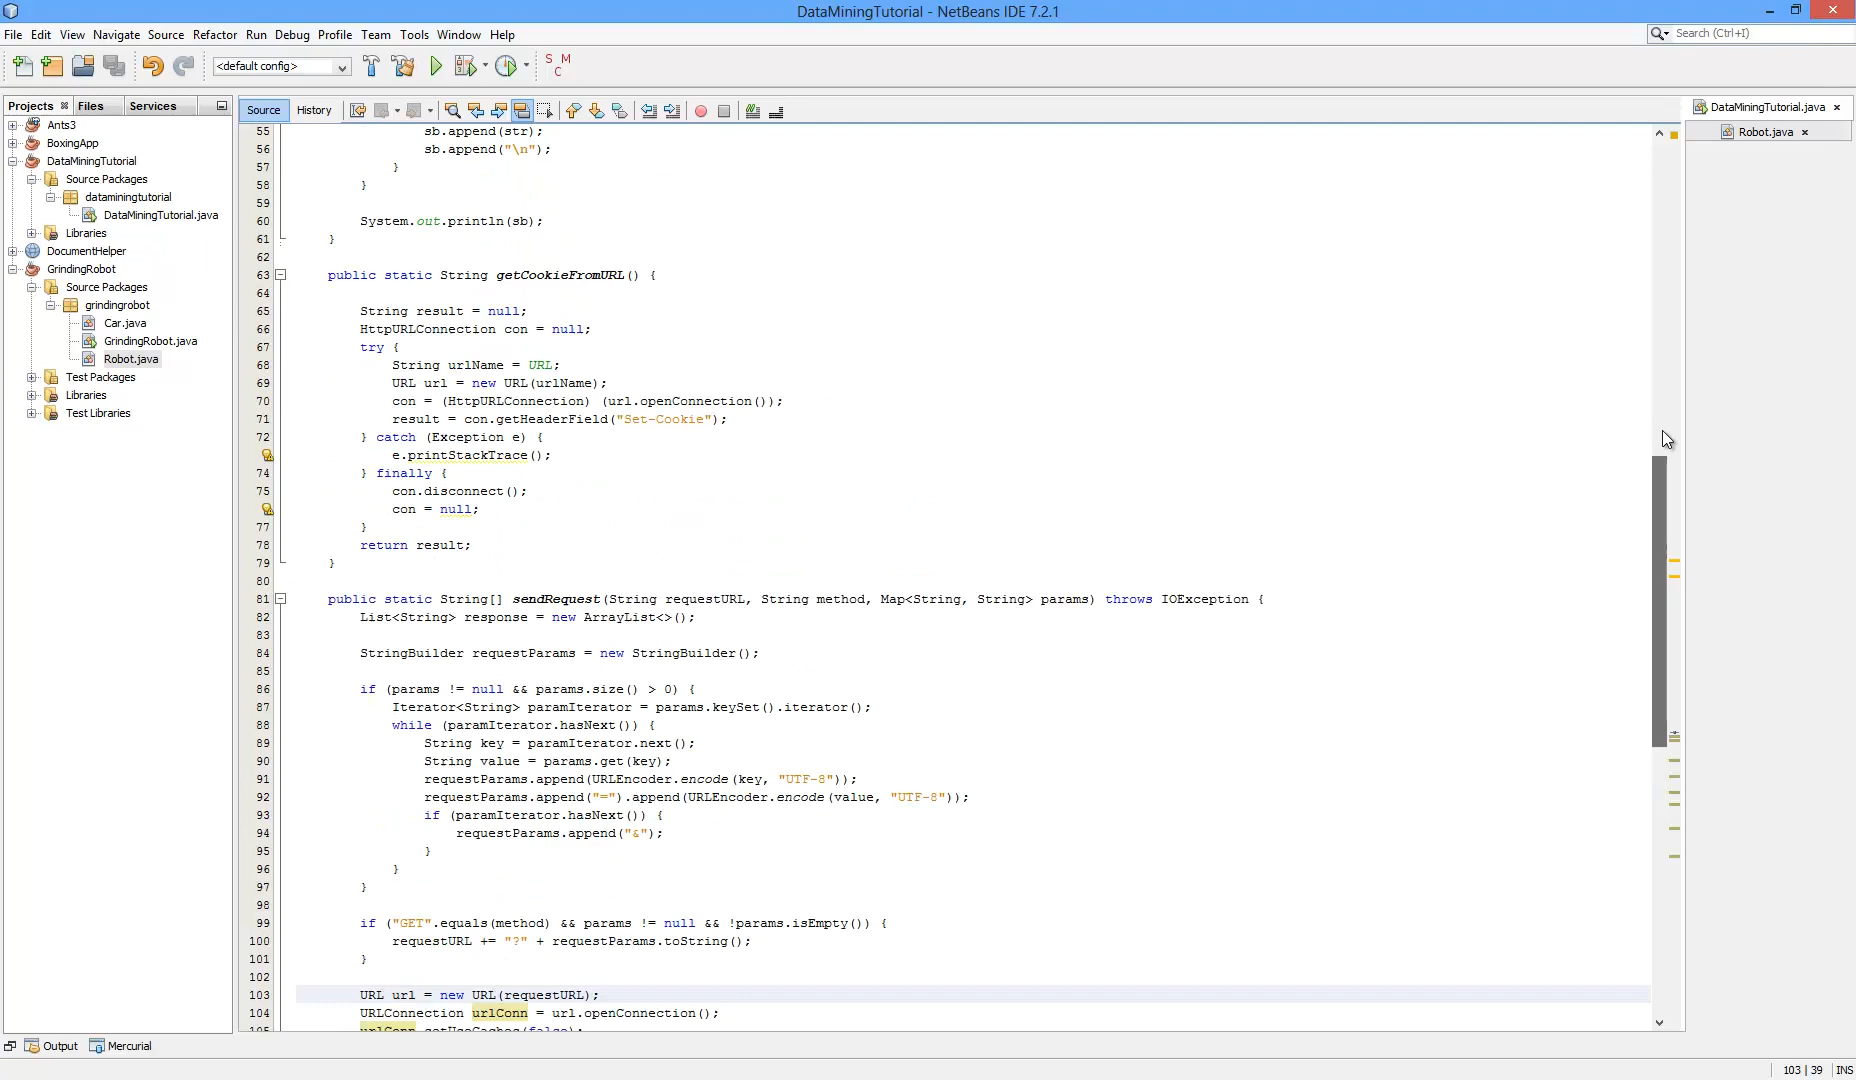 DataMiningTutorial - NetBeans IDE 7.2.1
File Edit View Navigate Source Refactor Run Debug Profile Team Tools Window Help
Search (Ctrl+I)
<default config>
S M
C
Projects Files Services
Source History
DataMiningTutorial.java
Robot.java
Ants3
BoxingApp
DataMiningTutorial
Source Packages
dataminingtutorial
DataMiningTutorial.java
Libraries
DocumentHelper
GrindingRobot
Source Packages
grindingrobot
Car.java
GrindingRobot.java
Robot.java
Test Packages
Libraries
Test Libraries
55 sb.append(str);
56 sb.append("\n");
57 }
58 }
59
60 System.out.println(sb);
61 }
62
63 public static String getCookieFromURL() {
64
65 String result = null;
66 HttpURLConnection con = null;
67 try {
68 String urlName = URL;
69 URL url = new URL(urlName);
70 con = (HttpURLConnection) (url.openConnection());
71 result = con.getHeaderField("Set-Cookie");
72 } catch (Exception e) {
e.printStackTrace();
74 } finally {
75 con.disconnect();
con = null;
77 }
78 return result;
79 }
80
81 public static String[] sendRequest(String requestURL, String method, Map<String, String> params) throws IOException {
82 List<String> response = new ArrayList<>();
83
84 StringBuilder requestParams = new StringBuilder();
85
86 if (params != null && params.size() > 0) {
87 Iterator<String> paramIterator = params.keySet().iterator();
88 while (paramIterator.hasNext()) {
89 String key = paramIterator.next();
90 String value = params.get(key);
91 requestParams.append(URLEncoder.encode(key, "UTF-8"));
92 requestParams.append("=").append(URLEncoder.encode(value, "UTF-8"));
93 if (paramIterator.hasNext()) {
94 requestParams.append("&");
95 }
96 }
97 }
98
99 if ("GET".equals(method) && params != null && !params.isEmpty()) {
100 requestURL += "?" + requestParams.toString();
101 }
102
103 URL url = new URL(requestURL);
104 URLConnection urlConn = url.openConnection();
105 urlConn.setUseCaches(false);
Output Mercurial
103 | 39 INS